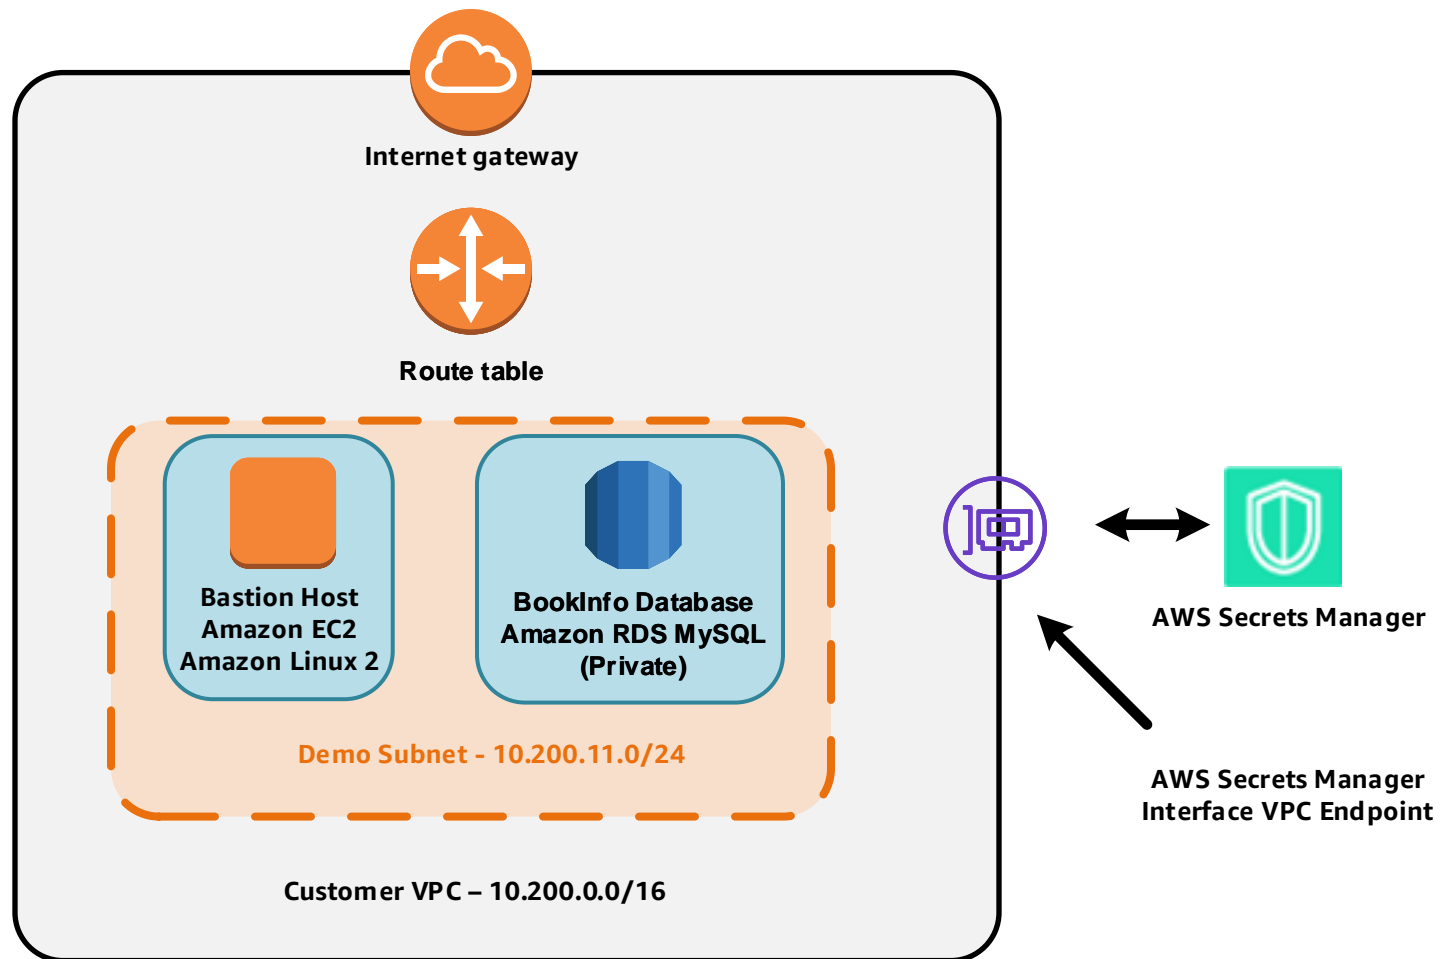 Internet gateway
Route table
Bastion Host
Amazon EC2
Amazon Linux 2
BookInfo Database
Amazon RDS MySQL
(Private)
Demo Subnet - 10.200.11.0/24
Customer VPC – 10.200.0.0/16
AWS Secrets Manager
AWS Secrets Manager
Interface VPC Endpoint